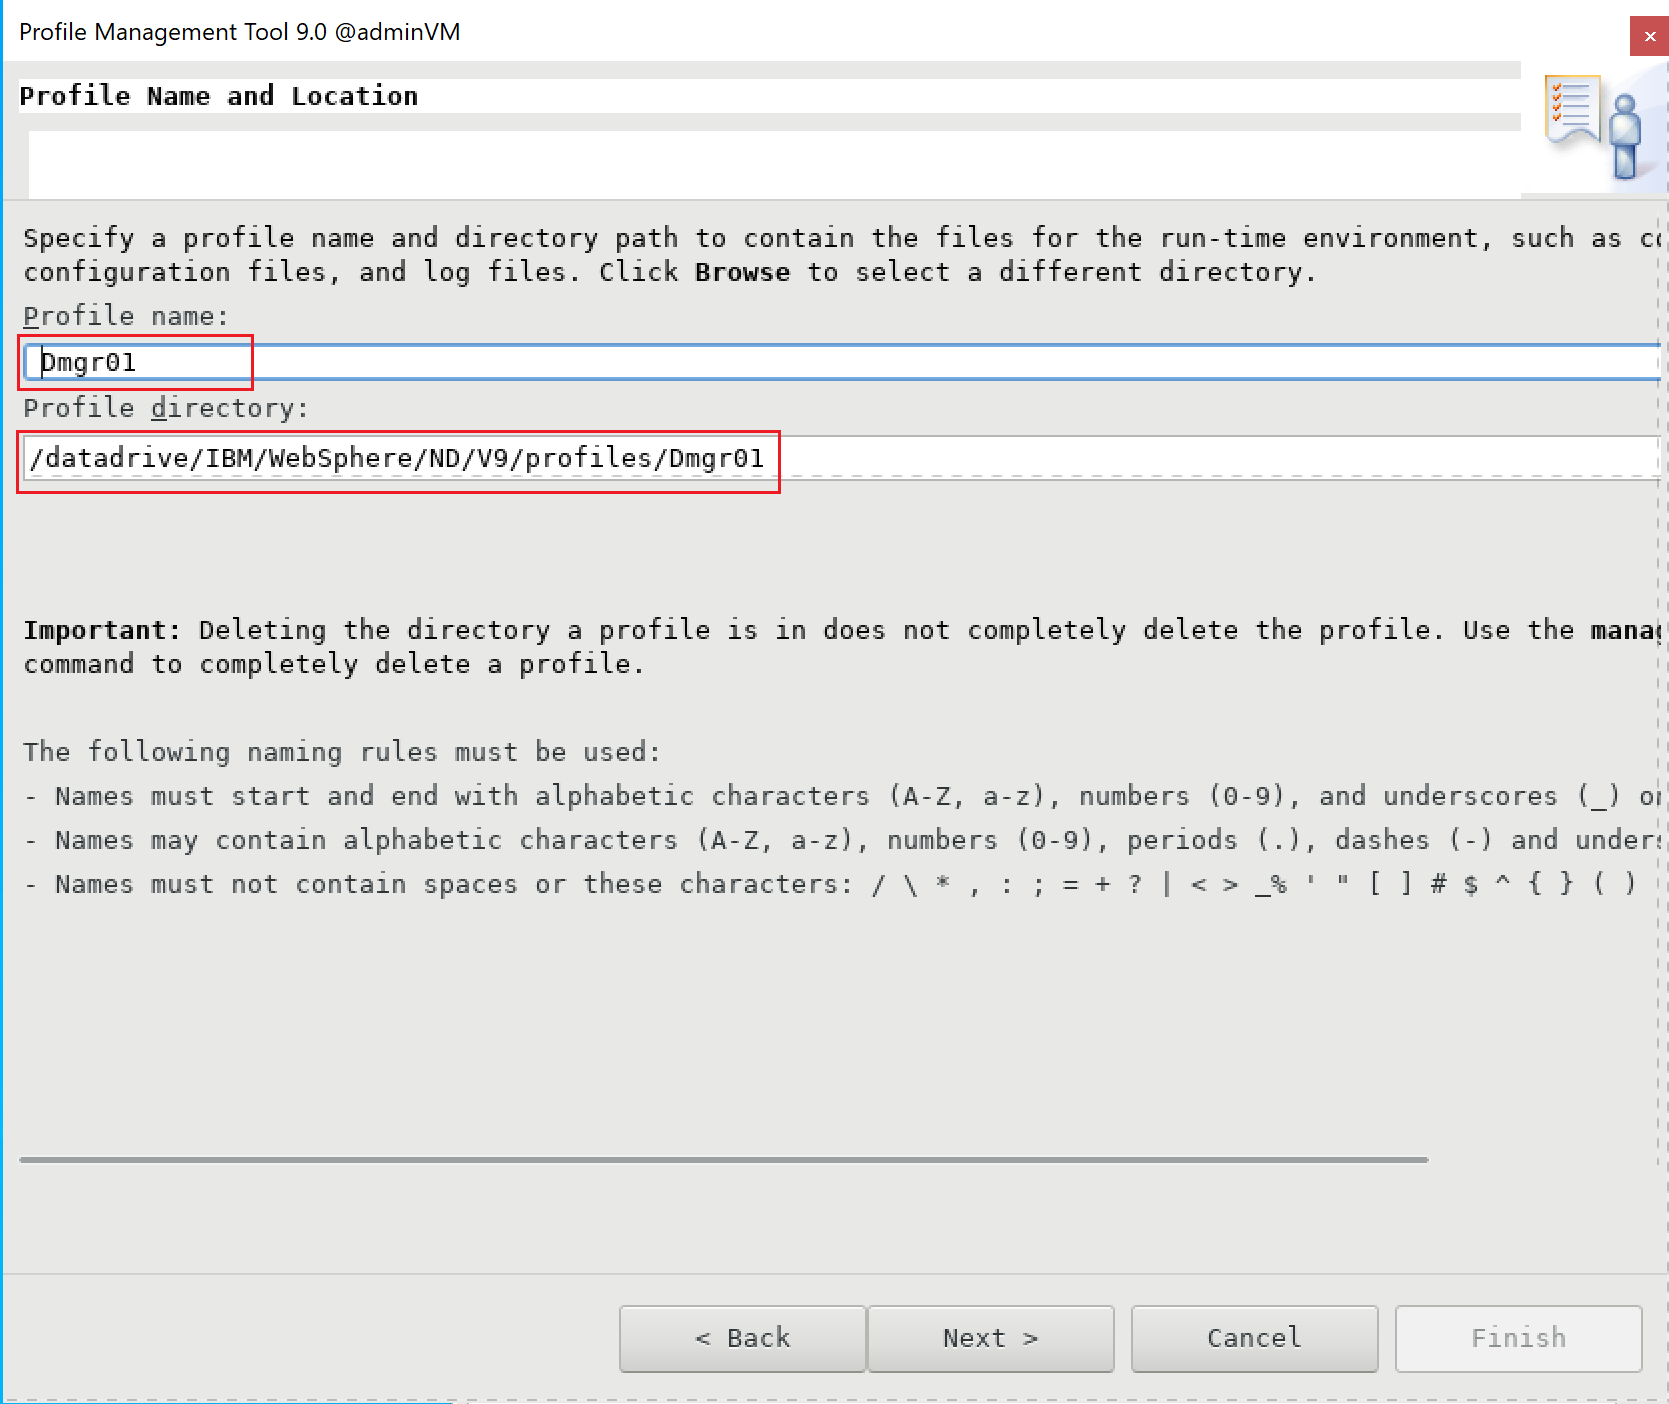 Profile Management Tool 9.0 @adminVM
Profile Name and Location
Specify a profile name and directory path to contain the files for the run-time environment, such as
configuration files, and log files. Click Browse to select a different directory.
Profile name:
Dmgr01
Profile directory:
/datadrive/IBM/WebSphere/ND/V9/profiles/Dmgr01
Important: Deleting the directory a profile is in does not completely delete the profile. Use the
command to completely delete a profile.
The following naming rules must be used:
- Names must start and end with alphabetic characters (A-Z, a-z), numbers (0-9), and underscores (_)
- Names may contain alphabetic characters (A-Z, a-z), numbers (0-9), periods (.), dashes (-) and
- Names must not contain spaces or these characters: / \ * , : ; = + ? | < > _% ' " [ ] # $ ^ { } ( )
< Back
Next >
Cancel
Finish